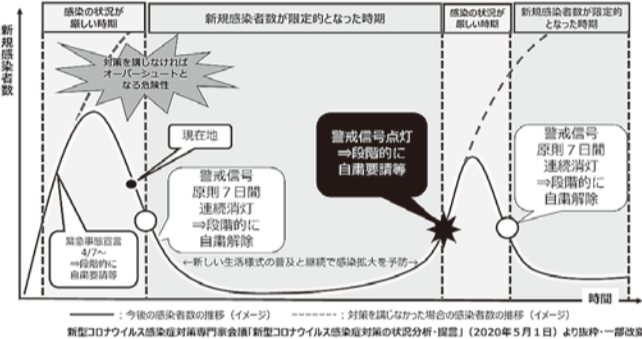 感染の状況が
厳しい時期
新規感染者数が限定的となった時期
感染の状況が
厳しい時期
新規感染者数が限定的
となった時期
新規感染者数
対策を講じなければ
オーバーシュートと
なる危険性
現在地
警戒信号
原則７日間
連続消灯
⇒段階的に
自粛解除
緊急事態宣言
4/7～
⇒段階的に
自粛要請等
警戒信号点灯
⇒段階的に
自粛要請等
警戒信号
原則７日間
連続消灯
⇒段階的に
自粛解除
←新しい生活様式の普及と継続で感染拡大を予防→
時間
：今後の感染者数の推移（イメージ）
：対策を講じなかった場合の感染者数の推移（イメージ）
新型コロナウイルス感染症対策専門家会議「新型コロナウイルス感染症対策の状況分析・提言」（2020年５月１日）より抜粋・一部改変